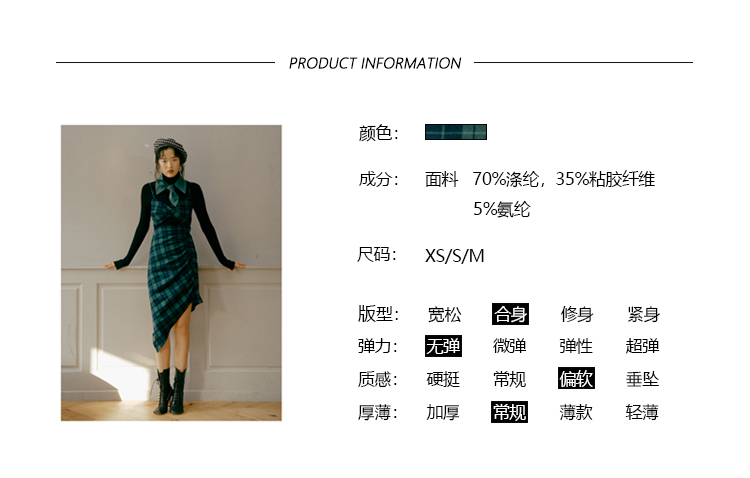 PRODUCT INFORMATION
颜色：
成分： 面料 70%涤纶，35%粘胶纤维
5%氨纶
尺码： XS/S/M
版型： 宽松 合身 修身 紧身
弹力： 无弹 微弹 弹性 超弹
质感： 硬挺 常规 偏软 垂坠
厚薄： 加厚 常规 薄款 轻薄